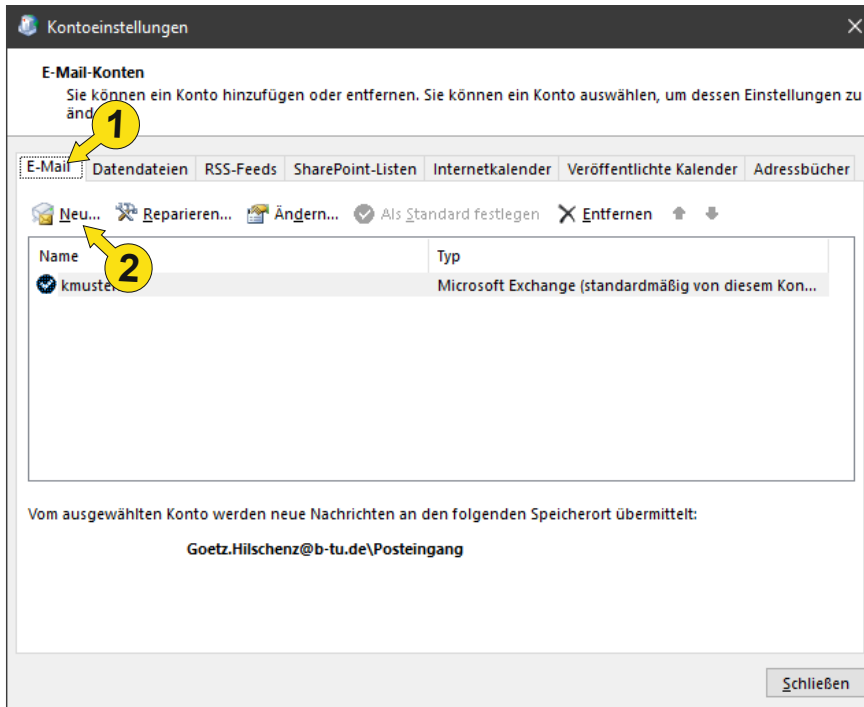 Kontoeinstellungen
E-Mail-Konten
Sie können ein Konto hinzufügen oder entfernen. Sie können ein Konto auswählen, um dessen Einstellungen zu
1
E-Mail Datendateien RSS-Feeds SharePoint-Listen Internetkalender Veröffentlichte Kalender Adressbücher
Neu... Reparieren... Ändern... Als Standard festlegen Entfernen
2
Name Typ
Microsoft Exchange (standardmäßig von diesem Kon...
Vom ausgewählten Konto werden neue Nachrichten an den folgenden Speicherort übermittelt:
Goetz.Hilschenz@b-tu.de\Posteingang
Schließen